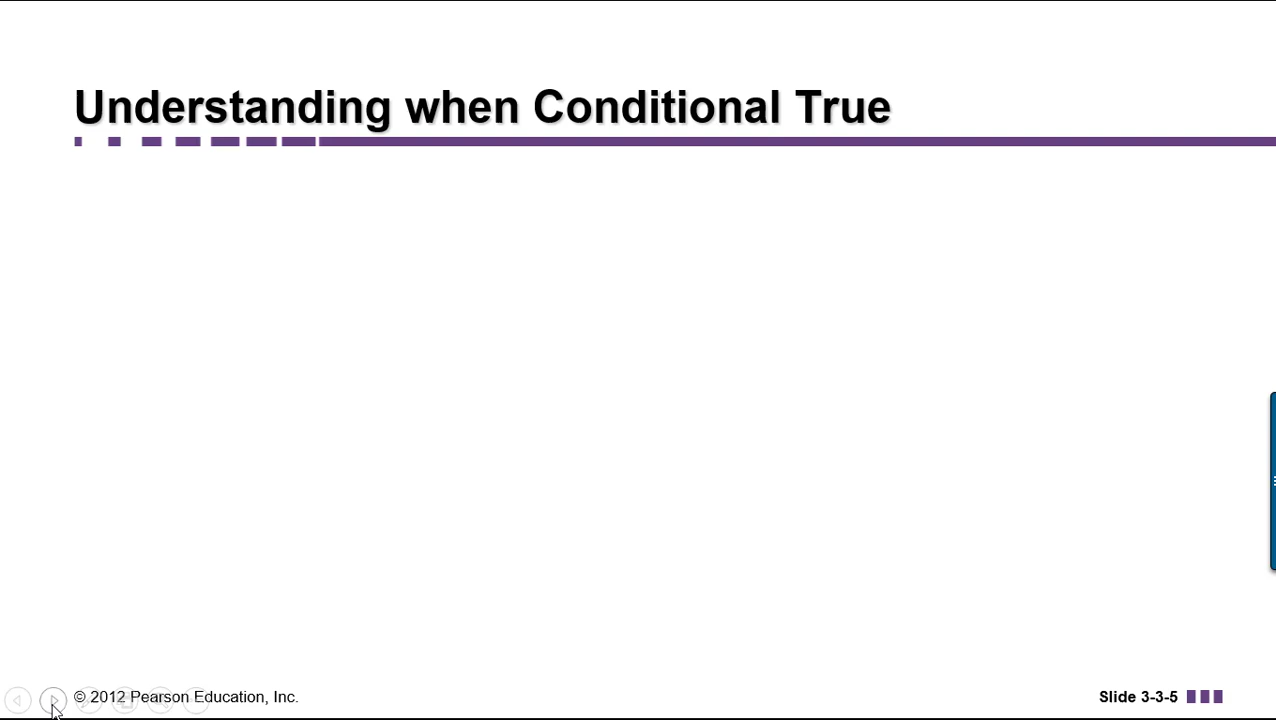 Understanding when Conditional True
© 2012 Pearson Education, Inc.
Slide 3-3-5